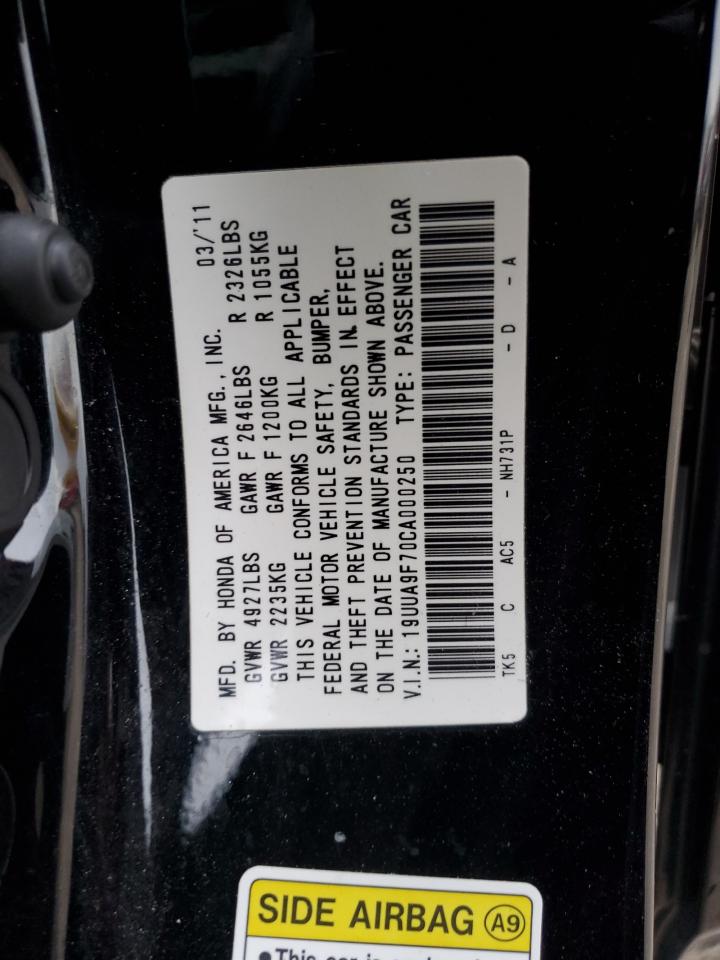 MFD. BY HONDA OF AMERICA MFG., INC. 03/'11
GVWR 4927LBS GAWR F 2646LBS R 2326LBS
GVWR 2235KG GAWR F 1200KG R 1055KG
THIS VEHICLE CONFORMS TO ALL APPLICABLE
FEDERAL MOTOR VEHICLE SAFETY, BUMPER,
AND THEFT PREVENTION STANDARDS IN EFFECT
ON THE DATE OF MANUFACTURE SHOWN ABOVE.
V.I.N.: 19UUA9F70CA000250 TYPE: PASSENGER CAR
TK5 C AC5 - NH731P - D - A
SIDE AIRBAG A9